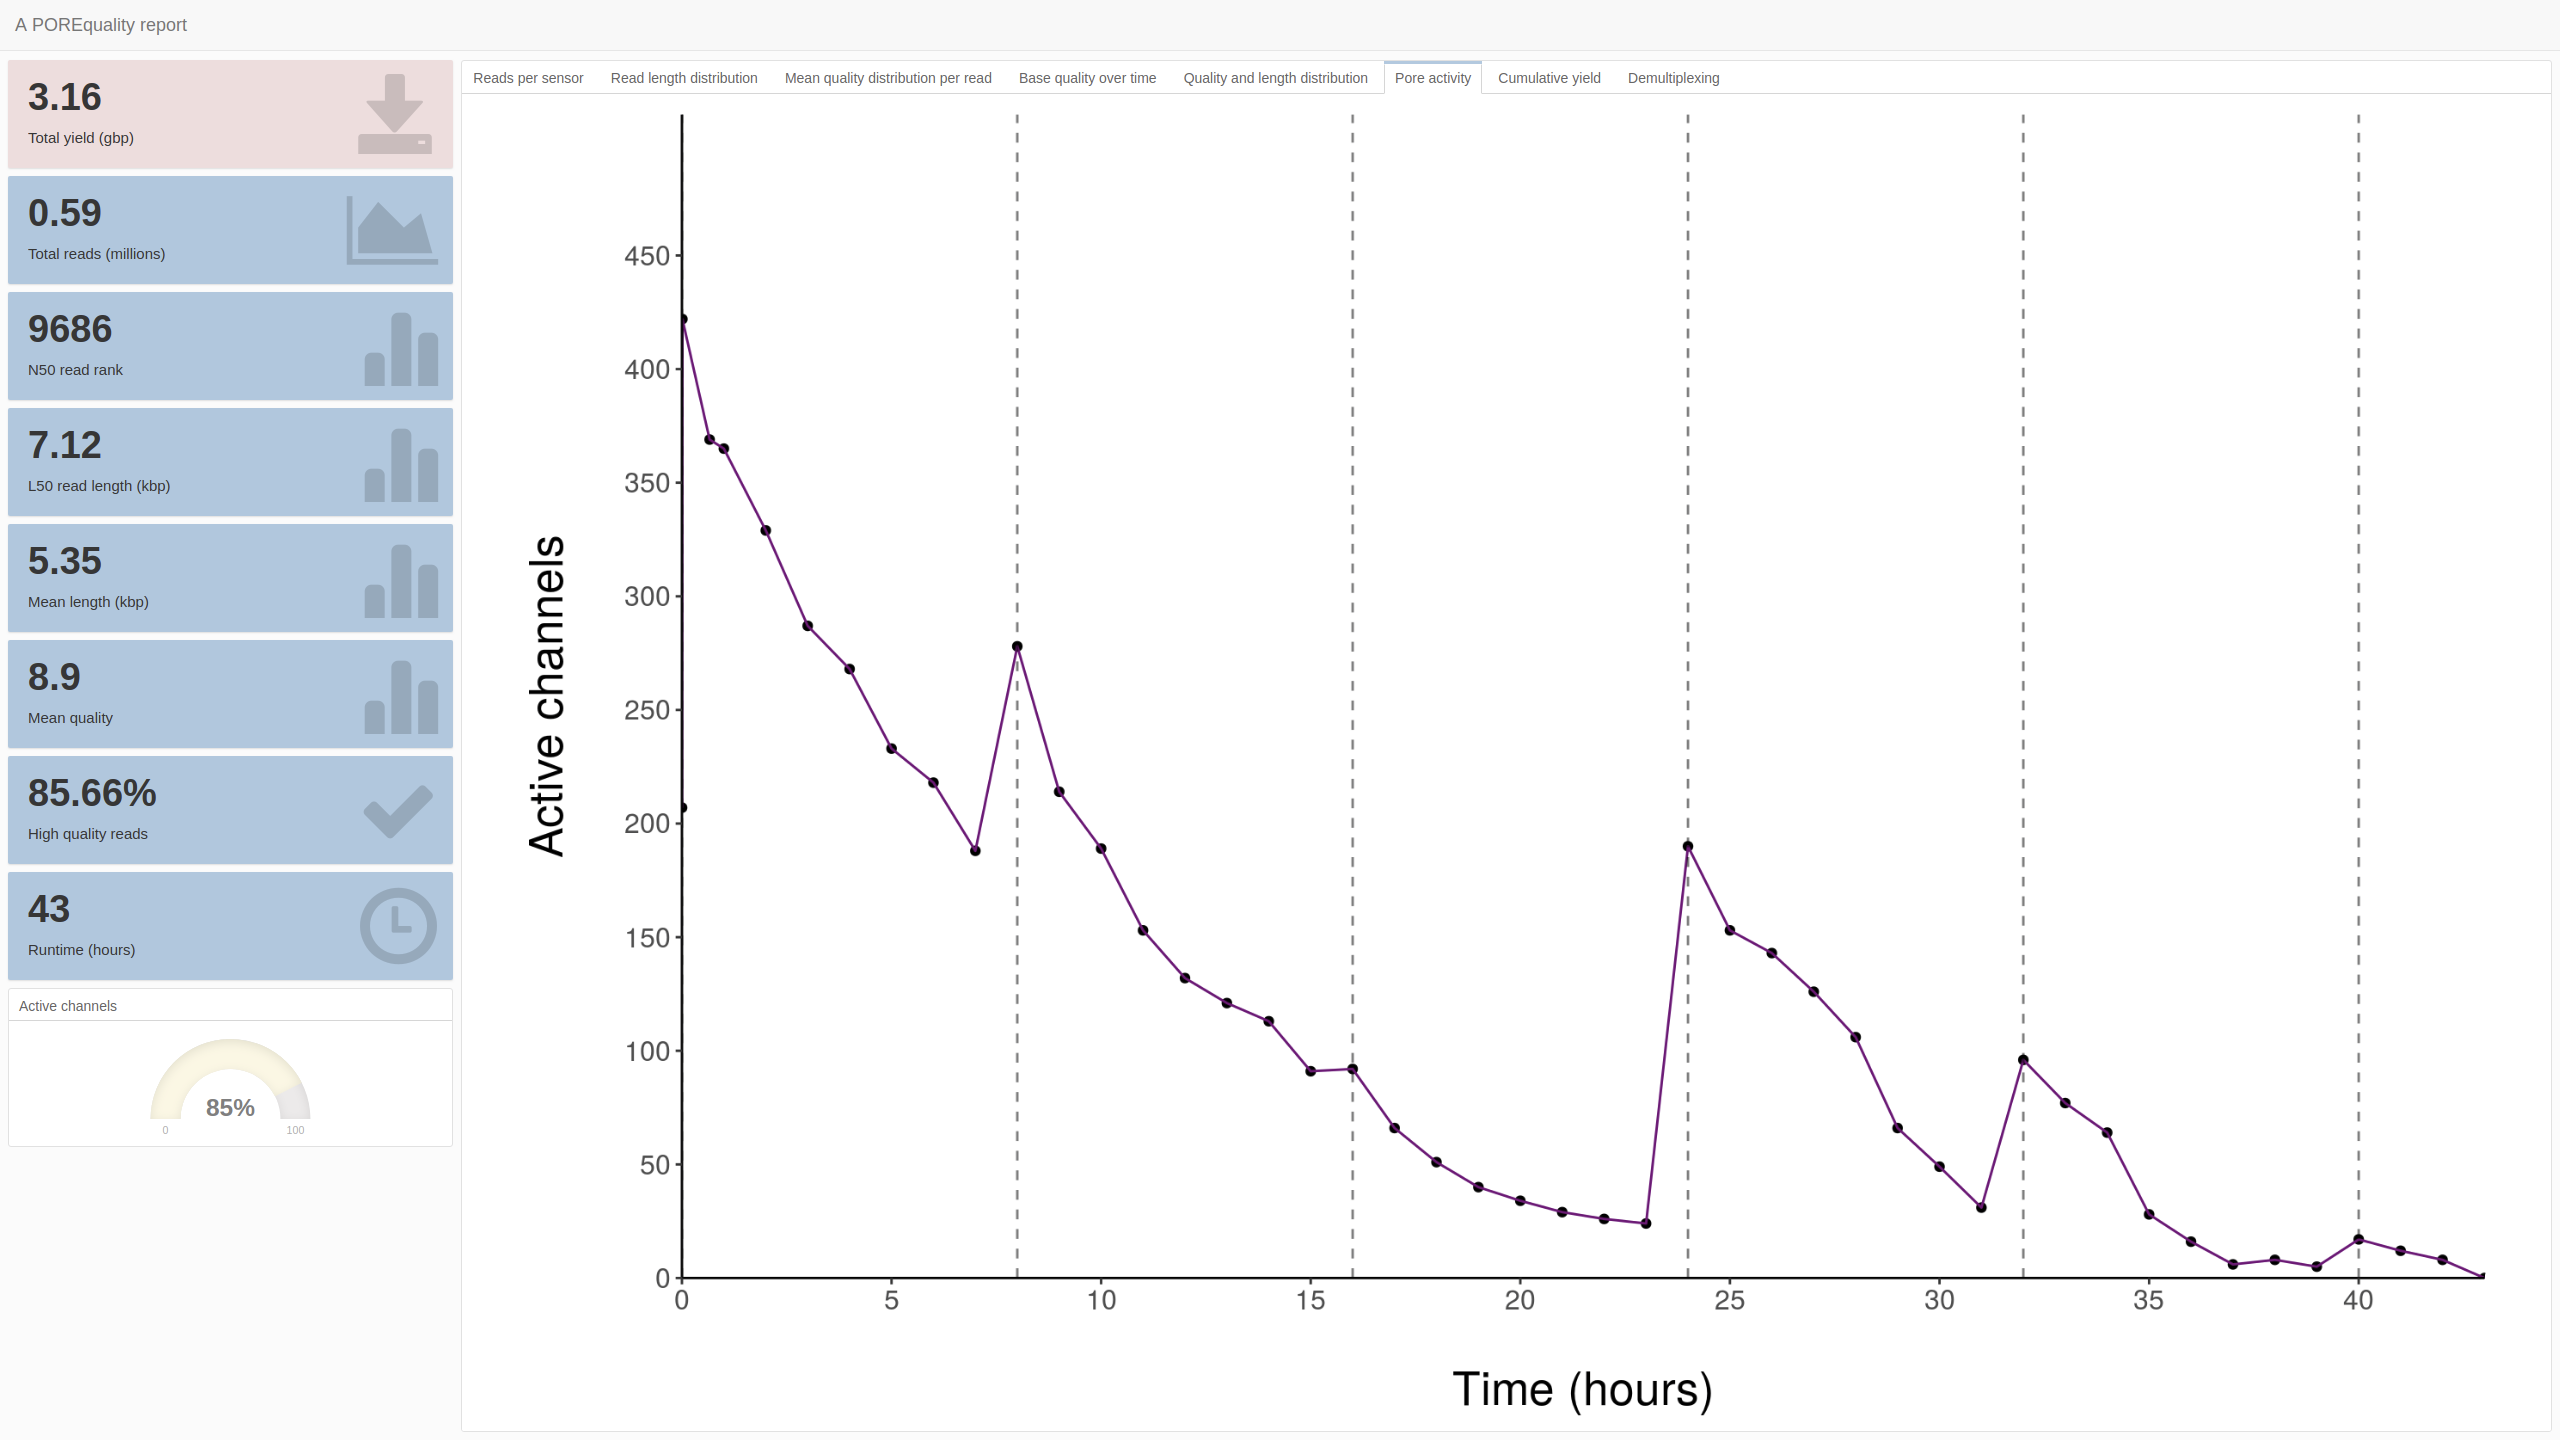 A POREquality report
3.16
Total yield (gbp)
0.59
Total reads (millions)
9686
N50 read rank
7.12
L50 read length (kbp)
5.35
Mean length (kbp)
8.9
Mean quality
85.66%
High quality reads
43
Runtime (hours)
Active channels
85%
0 100
Reads per sensor Read length distribution Mean quality distribution per read Base quality over time Quality and length distribution Pore activity Cumulative yield Demultiplexing
Active channels
450
400
350
300
250
200
150
100
50
0
0 5 10 15 20 25 30 35 40
Time (hours)